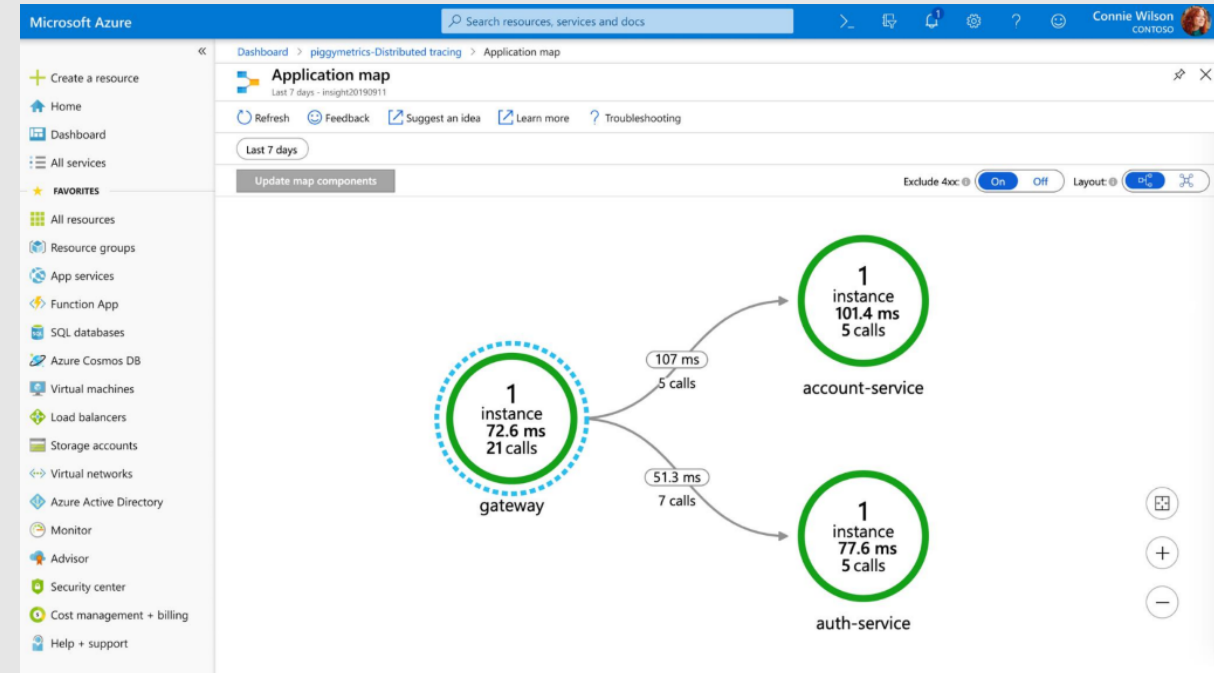 Microsoft Azure
Search resources, services and docs
1
Connie Wilson
CONTOSO
«
Create a resource
Home
Dashboard
All services
FAVORITES
All resources
Resource groups
App services
Function App
SQL databases
Azure Cosmos DB
Virtual machines
Load balancers
Storage accounts
Virtual networks
Azure Active Directory
Monitor
Advisor
Security center
Cost management + billing
Help + support
Dashboard > piggymetrics-Distributed tracing > Application map
Application map
Last 7 days - insight20190911
Refresh Feedback Suggest an idea Learn more ? Troubleshooting
Last 7 days
Update map components
Exclude 4xx: On Off Layout:
1
instance
72.6 ms
21 calls
gateway
107 ms
5 calls
51.3 ms
7 calls
1
instance
101.4 ms
5 calls
account-service
1
instance
77.6 ms
5 calls
auth-service